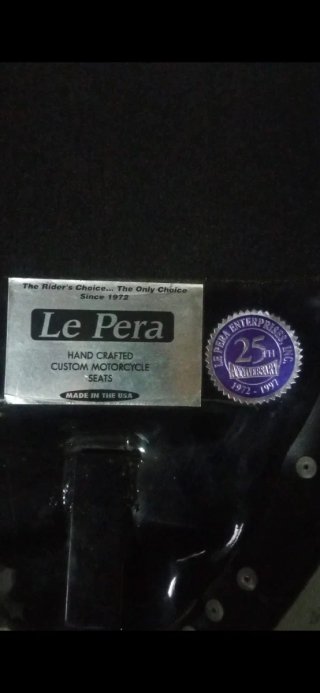 The Rider's Choice... The Only Choice
Since 1972
Le Pera
HAND CRAFTED
CUSTOM MOTORCYCLE
SEATS
MADE IN THE USA
LE PERA ENTERPRISES, INC.
25TH
ANNIVERSARY
1972 - 1997